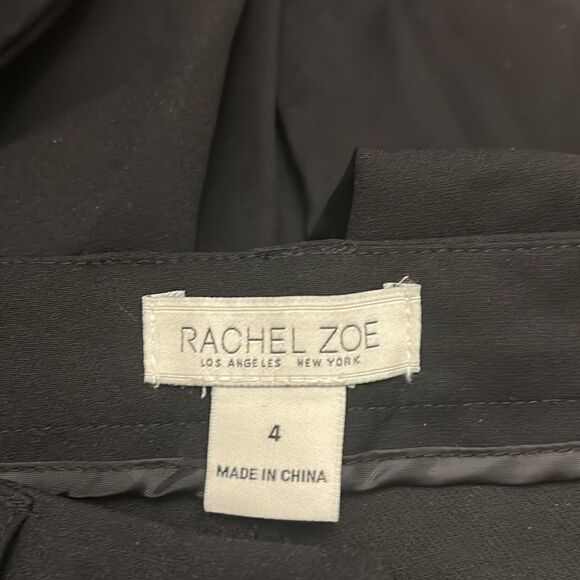 RACHEL ZOE
LOS ANGELES NEW YORK
4
MADE IN CHINA